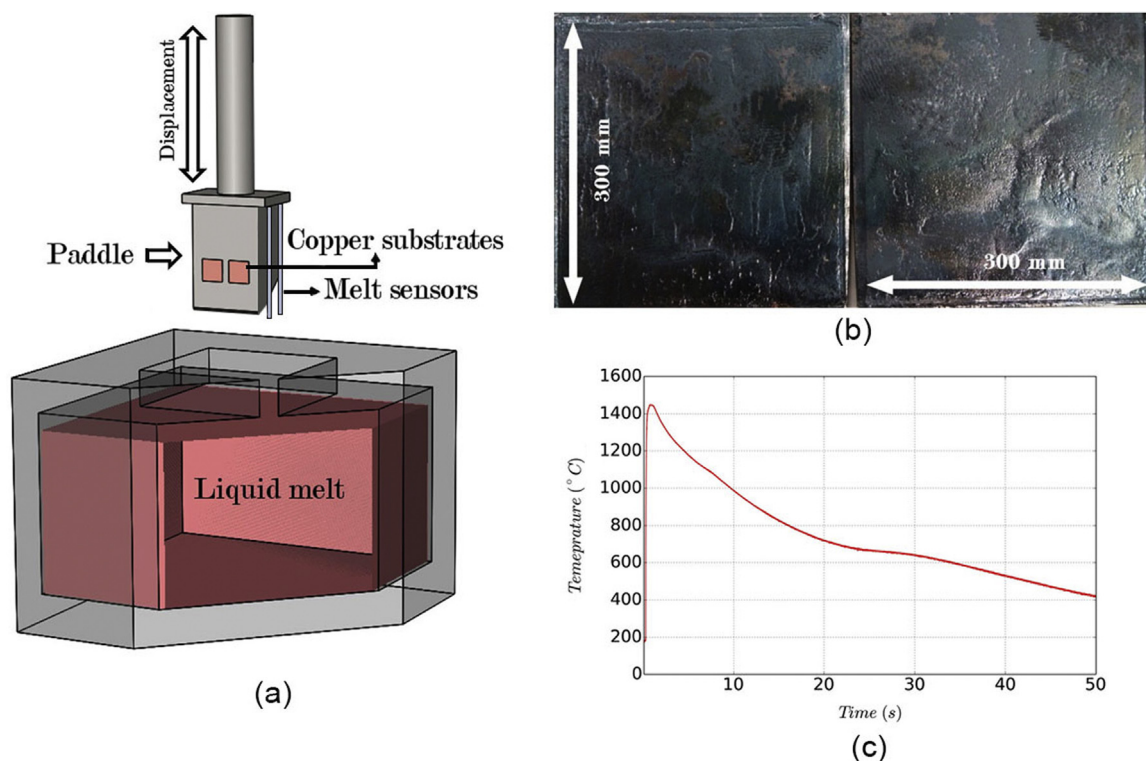 Displacement
Paddle
Copper substrates
Melt sensors
Liquid melt
(a)
300 mm
300 mm
(b)
1600
1400
1200
1000
800
600
400
200
0
10
20
30
40
50
Temeprature (° C)
Time (s)
(c)